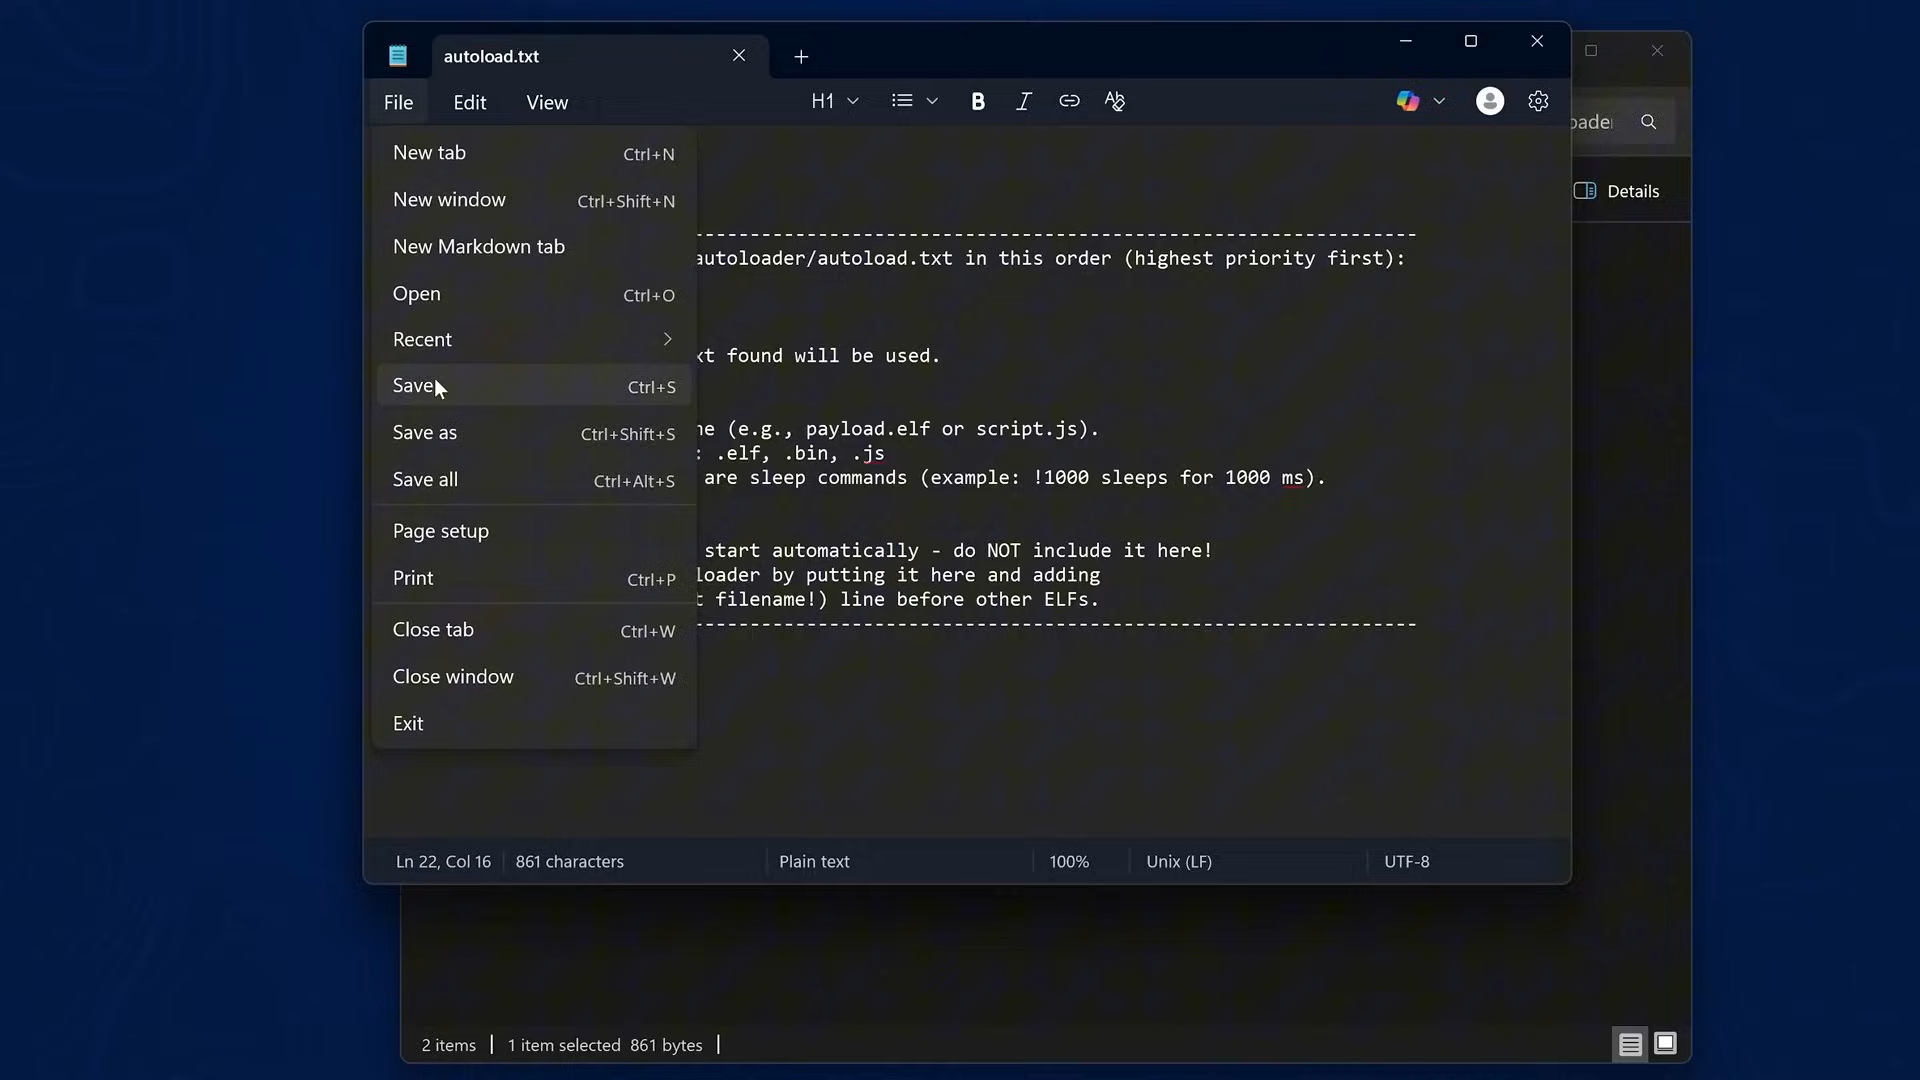 autoload.txt
File Edit View H1
oader
New tab Ctrl+N
New window Ctrl+Shift+N
Details
New Markdown tab
--------------------------------------------------------------
autoloader/autoload.txt in this order (highest priority first):
Open Ctrl+O
Recent
xt found will be used.
Save Ctrl+S
Save as Ctrl+Shift+S
ne (e.g., payload.elf or script.js).
: .elf, .bin, .js
Save all Ctrl+Alt+S
are sleep commands (example: !1000 sleeps for 1000 ms).
Page setup
start automatically - do NOT include it here!
Print Ctrl+P
loader by putting it here and adding
t filename!) line before other ELFs.
--------------------------------------------------------------
Close tab Ctrl+W
Close window Ctrl+Shift+W
Exit
Ln 22, Col 16 861 characters Plain text 100% Unix (LF) UTF-8
2 items 1 item selected 861 bytes